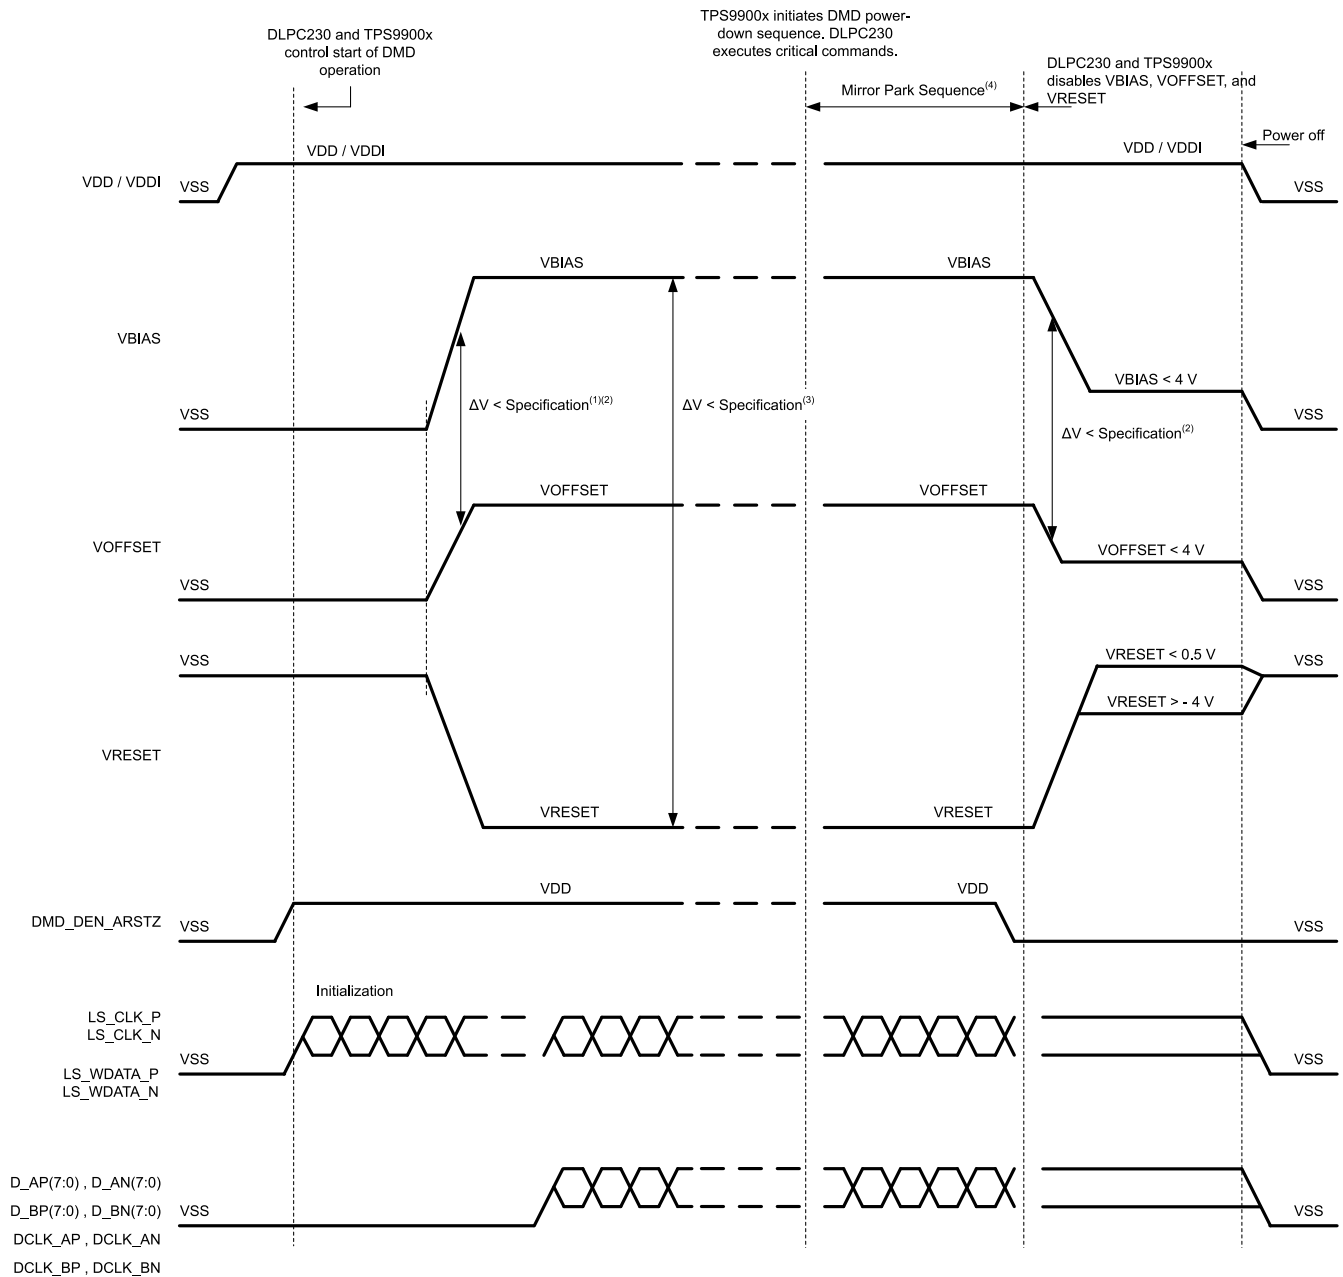 TPS9900x initiates DMD power-
down sequence. DLPC230
executes critical commands.
DLPC230 and TPS9900x
control start of DMD
operation
DLPC230 and TPS9900x
disables VBIAS, VOFFSET, and
VRESET
Mirror Park Sequence(4)
Power off
VDD / VDDI
VSS
VDD / VDDI
VDD / VDDI
VSS
VBIAS
VBIAS
VBIAS
VSS
ΔV < Specification(1)(2)
ΔV < Specification(3)
ΔV < Specification(2)
VBIAS < 4 V
VSS
VOFFSET
VSS
VOFFSET
VOFFSET
VOFFSET < 4 V
VSS
VRESET
VSS
VRESET
VRESET
VRESET < 0.5 V
VRESET > - 4 V
VSS
DMD_DEN_ARSTZ
VSS
VDD
VDD
VSS
Initialization
LS_CLK_P
LS_CLK_N
VSS
VSS
LS_WDATA_P
LS_WDATA_N
D_AP(7:0) , D_AN(7:0)
D_BP(7:0) , D_BN(7:0)
VSS
VSS
DCLK_AP , DCLK_AN
DCLK_BP , DCLK_BN